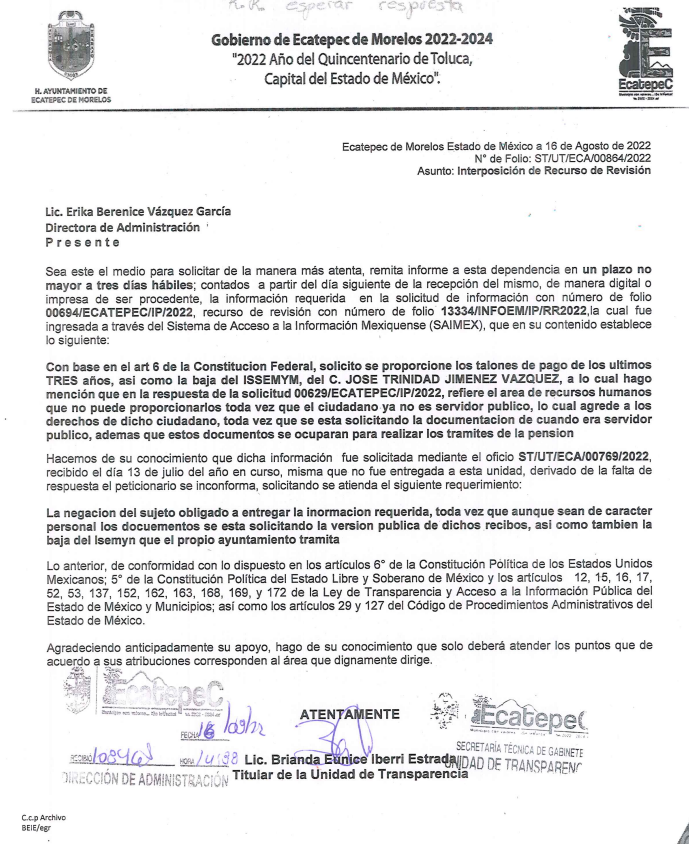 R.R. esperar respuesta
Gobierno de Ecatepec de Morelos 2022-2024
"2022 Año del Quincentenario de Toluca,
Capital del Estado de México".
H. AYUNTAMIENTO DE
ECATEPEC DE MORELOS
EcatepeC
Ecatepec de Morelos Estado de México a 16 de Agosto de 2022
N° de Folio: ST/UT/ECA/00864/2022
Asunto: Interposición de Recurso de Revisión
Lic. Erika Berenice Vázquez García
Directora de Administración
P r e s e n t e
Sea este el medio para solicitar de la manera más atenta, remita informe a esta dependencia en un plazo no
mayor a tres días hábiles; contados a partir del día siguiente de la recepción del mismo, de manera digital o
impresa de ser procedente, la información requerida en la solicitud de información con número de folio
00694/ECATEPEC/IP/2022, recurso de revisión con número de folio 13334/INFOEM/IP/RR2022,la cual fue
ingresada a través del Sistema de Acceso a la Información Mexiquense (SAIMEX), que en su contenido establece
lo siguiente:
Con base en el art 6 de la Constitucion Federal, solicito se proporcione los talones de pago de los ultimos
TRES años, asi como la baja del ISSEMYM, del C. JOSE TRINIDAD JIMENEZ VAZQUEZ, a lo cual hago
mención que en la respuesta de la solicitud 00629/ECATEPEC/IP/2022, refiere el area de recursos humanos
que no puede proporcionarlos toda vez que el ciudadano ya no es servidor publico, lo cual agrede a los
derechos de dicho ciudadano, toda vez que se esta solicitando la documentacion de cuando era servidor
publico, ademas que estos documentos se ocuparan para realizar los tramites de la pension
Hacemos de su conocimiento que dicha información fue solicitada mediante el oficio ST/UT/ECA/00769/2022,
recibido el día 13 de julio del año en curso, misma que no fue entregada a esta unidad, derivado de la falta de
respuesta el peticionario se inconforma, solicitando se atienda el siguiente requerimiento:
La negacion del sujeto obligado a entregar la inormacion requerida, toda vez que aunque sean de caracter
personal los docuementos se esta solicitando la version publica de dichos recibos, asi como tambien la
baja del Isemyn que el propio ayuntamiento tramita
Lo anterior, de conformidad con lo dispuesto en los artículos 6° de la Constitución Política de los Estados Unidos
Mexicanos; 5° de la Constitución Política del Estado Libre y Soberano de México y los artículos 12, 15, 16, 17,
52, 53, 137, 152, 162, 163, 168, 169, y 172 de la Ley de Transparencia y Acceso a la Información Pública del
Estado de México y Municipios; así como los artículos 29 y 127 del Código de Procedimientos Administrativos del
Estado de México.
Agradeciendo anticipadamente su apoyo, hago de su conocimiento que solo deberá atender los puntos que de
acuerdo a sus atribuciones corresponden al área que dignamente dirige.
EcatepeC
FECHA 16/09/22
RECIBIO
HORA
DIRECCIÓN DE ADMINISTRACIÓN
ATENTAMENTE
Lic. Brianda Eunice Iberri Estrada
Titular de la Unidad de Transparencia
EcatepeC
SECRETARÍA TÉCNICA DE GABINETE
UNIDAD DE TRANSPARENC
C.c.p Archivo
BEIE/egr